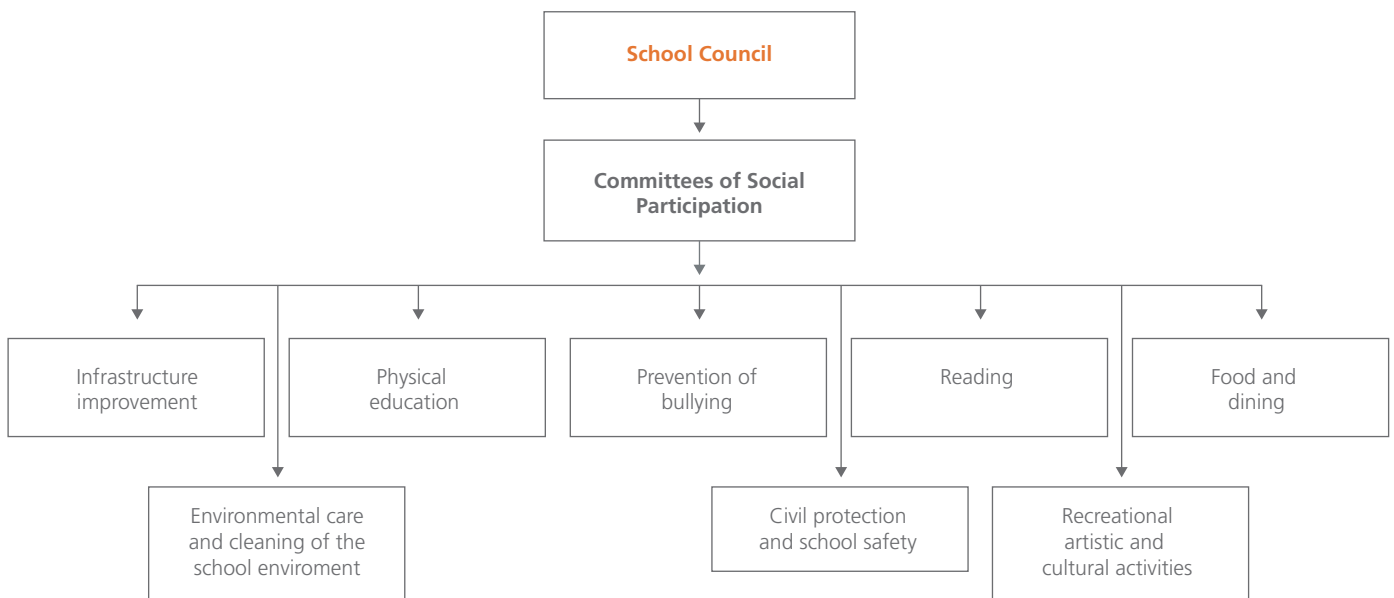 School Council
Committees of Social
Participation
Infrastructure
improvement
Physical
education
Prevention of
bullying
Reading
Food and
dining
Environmental care
and cleaning of the
school enviroment
Civil protection
and school safety
Recreational
artistic and
cultural activities